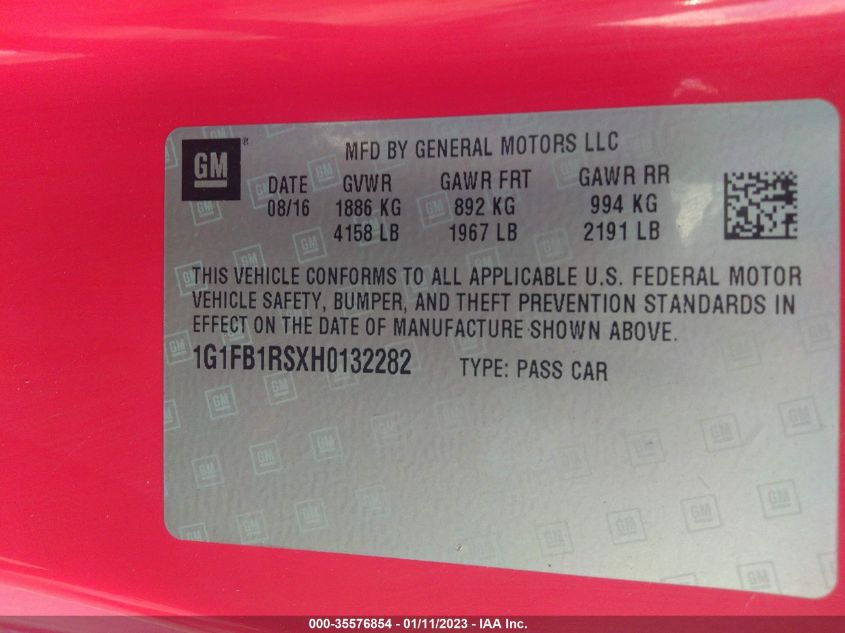 GM®
MFD BY GENERAL MOTORS LLC
DATE GVWR GAWR FRT GAWR RR
08/16 1886 KG 892 KG 994 KG
4158 LB 1967 LB 2191 LB
THIS VEHICLE CONFORMS TO ALL APPLICABLE U.S. FEDERAL MOTOR
VEHICLE SAFETY, BUMPER, AND THEFT PREVENTION STANDARDS IN
EFFECT ON THE DATE OF MANUFACTURE SHOWN ABOVE.
1G1FB1RSXH0132282 TYPE: PASS CAR
000-35576854 - 01/11/2023 - IAA Inc.